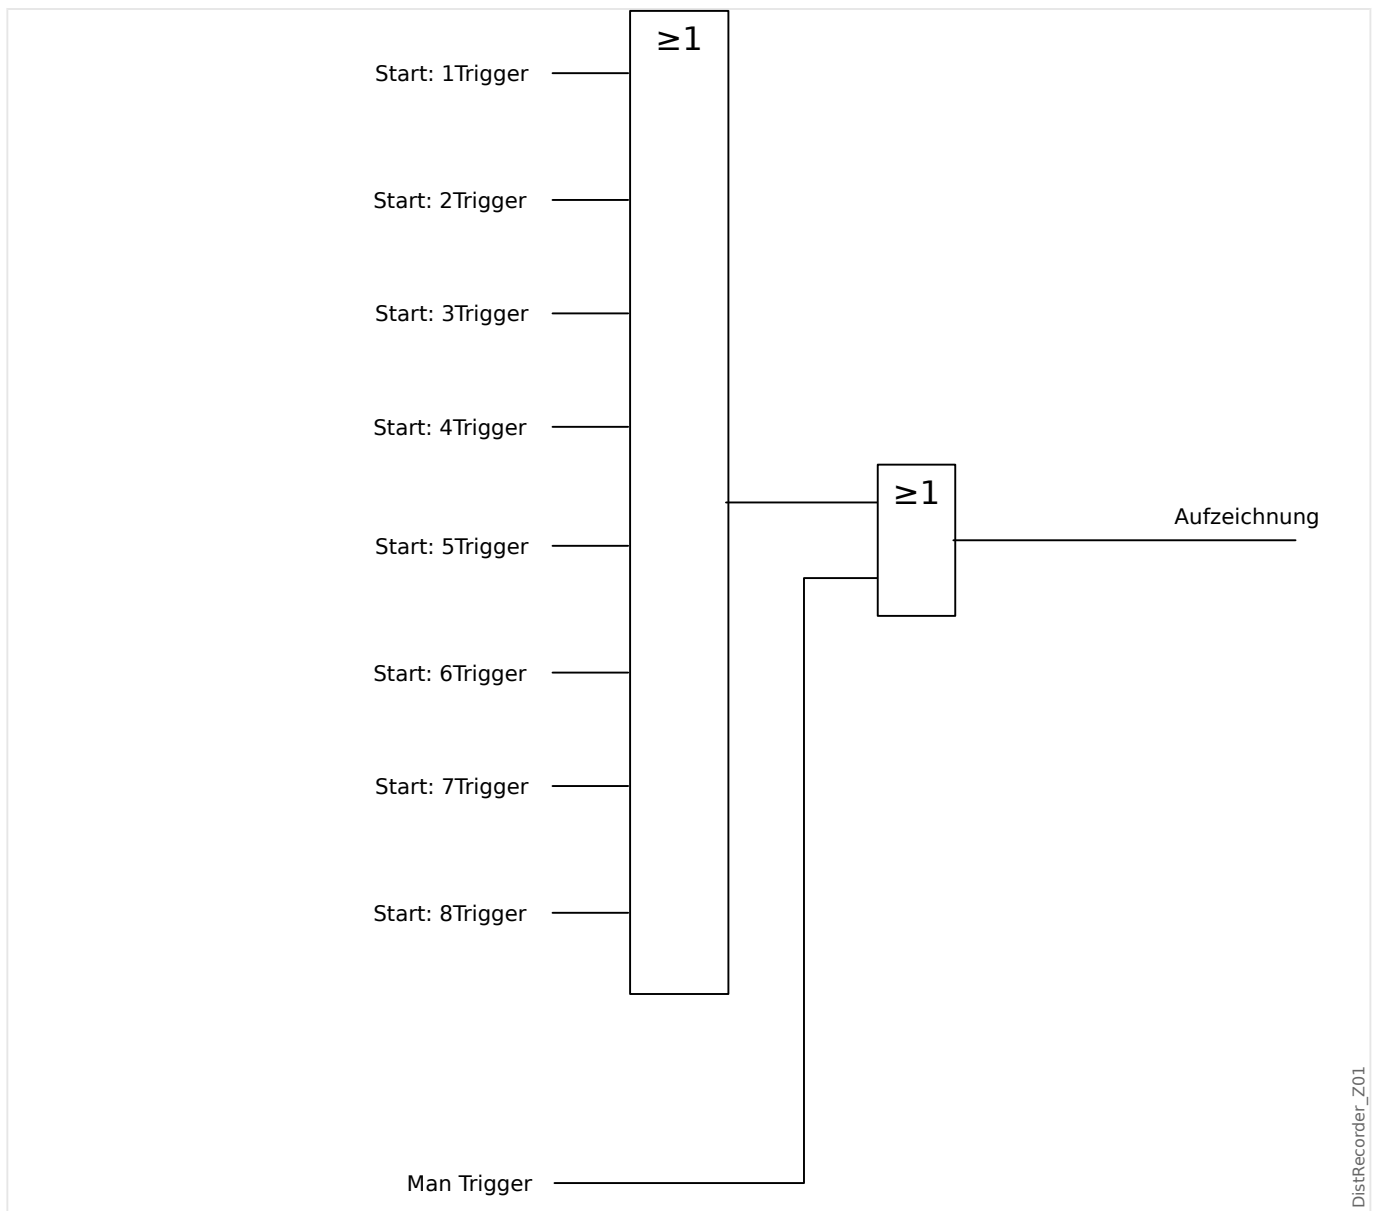 ≥1
Start: 1Trigger
Start: 2Trigger
Start: 3Trigger
Start: 4Trigger
≥1
Aufzeichnung
Start: 5Trigger
Start: 6Trigger
Start: 7Trigger
Start: 8Trigger
Man Trigger
DistRecorder_Z01